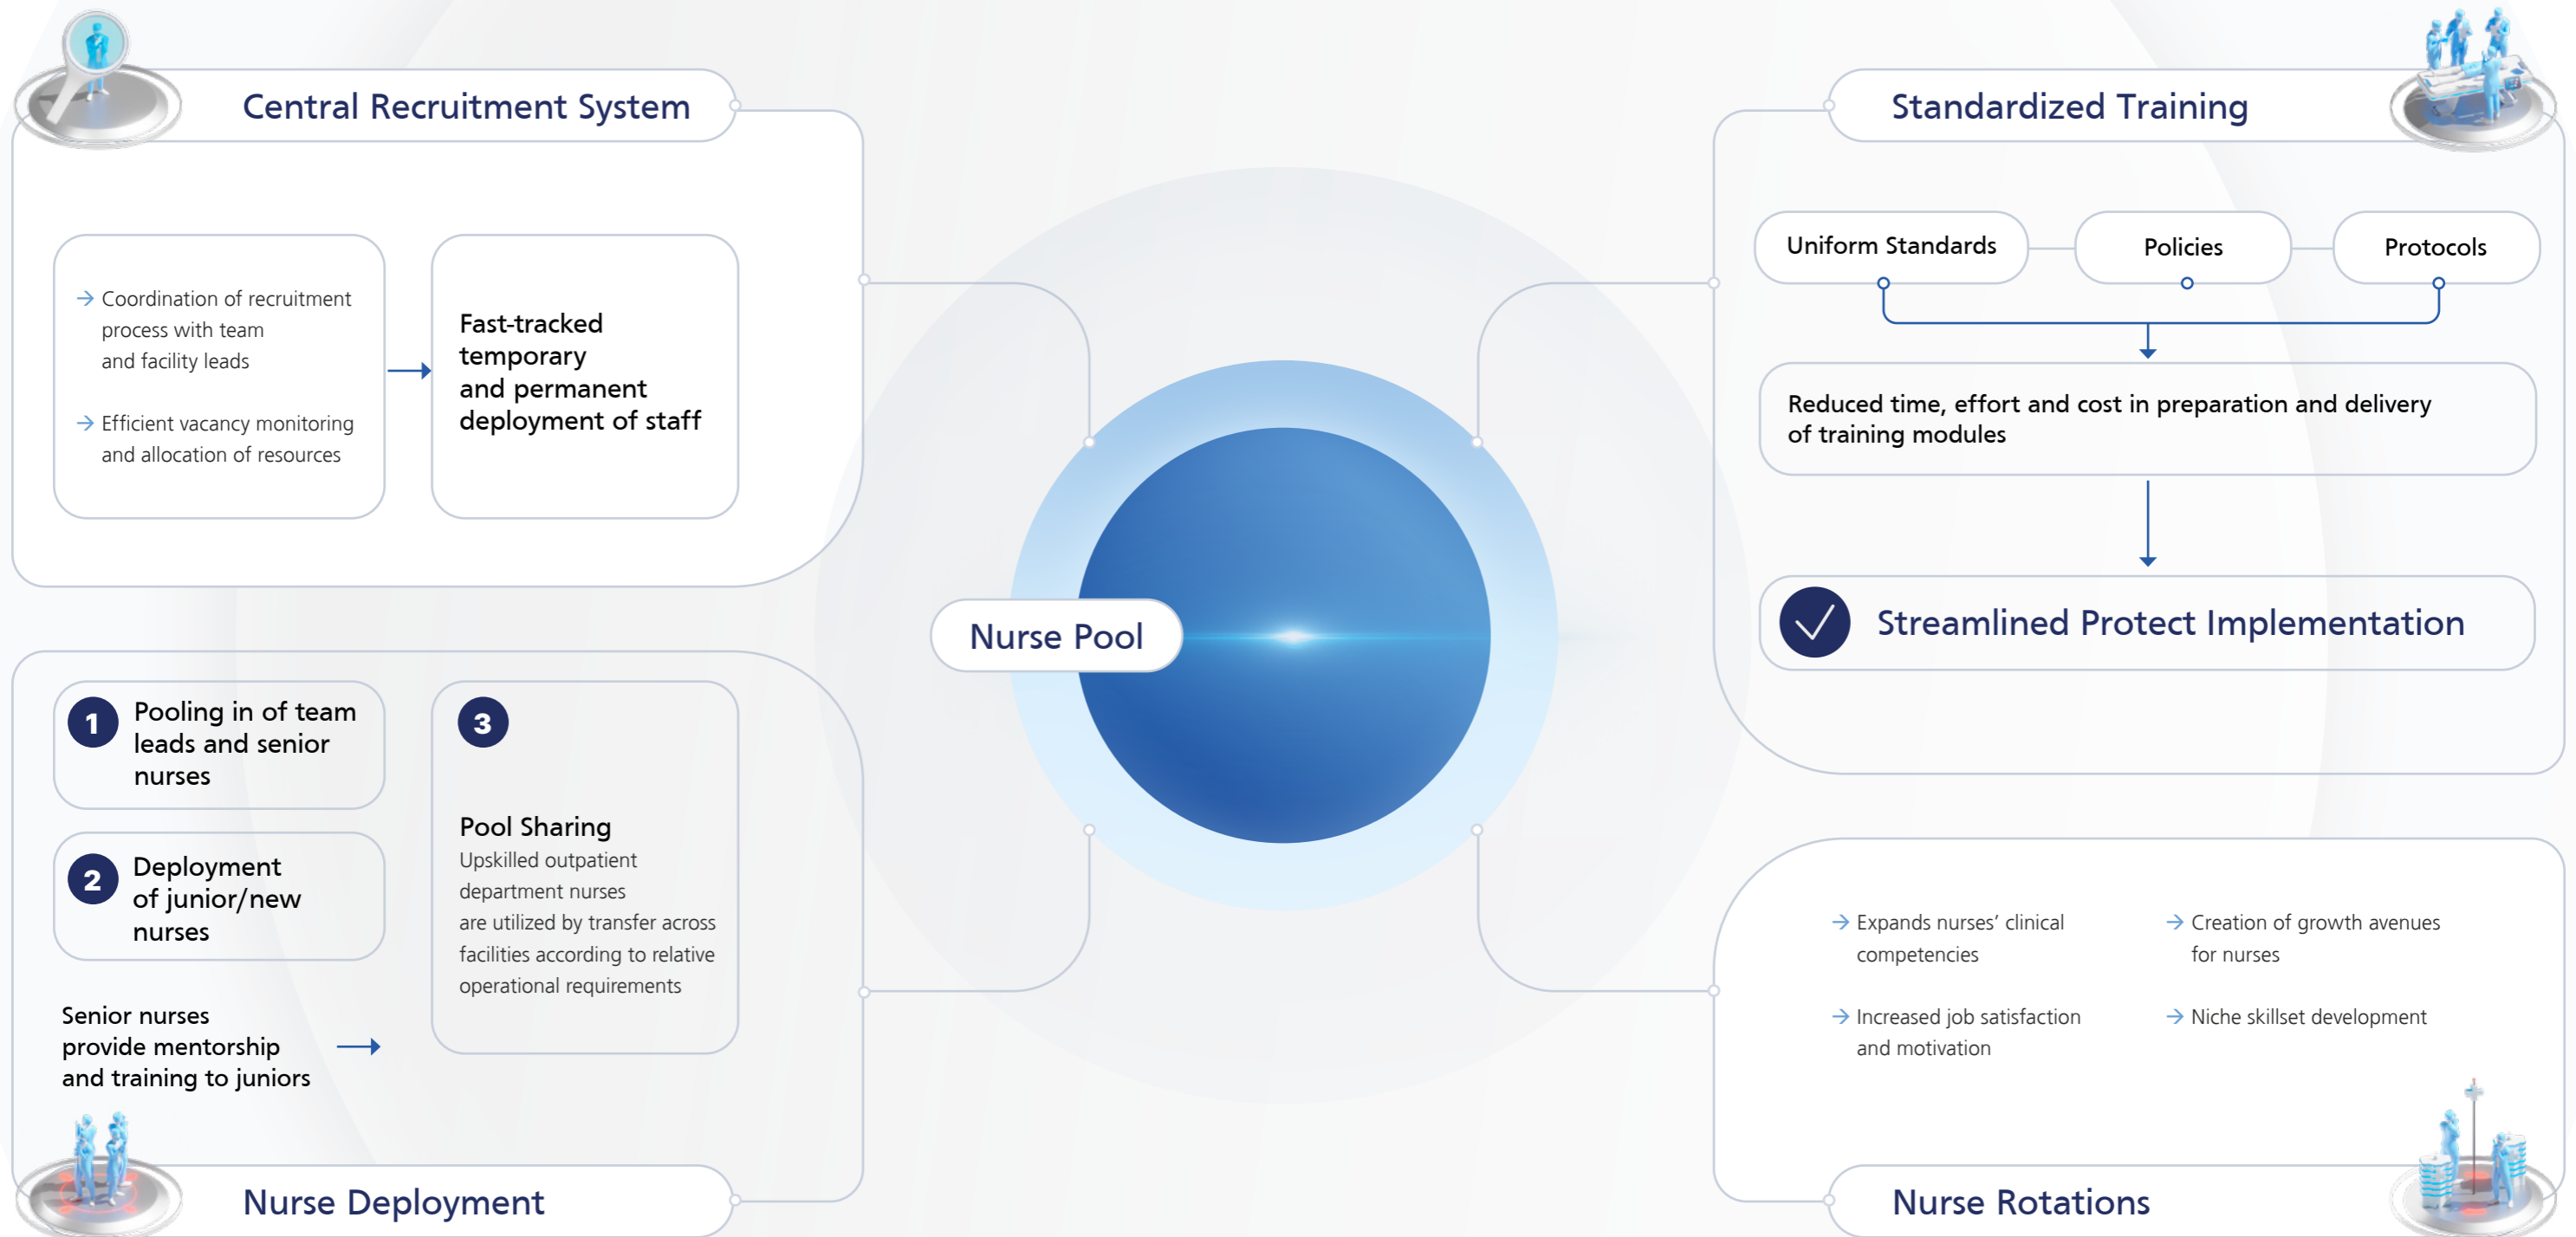 Central Recruitment System
→ Coordination of recruitment
process with team
and facility leads
→ Efficient vacancy monitoring
and allocation of resources
Fast-tracked
temporary
and permanent
deployment of staff
Standardized Training
Uniform Standards
Policies
Protocols
Reduced time, effort and cost in preparation and delivery
of training modules
Streamlined Protect Implementation
Nurse Pool
1
Pooling in of team
leads and senior
nurses
2
Deployment
of junior/new
nurses
Senior nurses
provide mentorship
and training to juniors
3
Pool Sharing
Upskilled outpatient
department nurses
are utilized by transfer across
facilities according to relative
operational requirements
Nurse Deployment
→ Expands nurses’ clinical
competencies
→ Increased job satisfaction
and motivation
→ Creation of growth avenues
for nurses
→ Niche skillset development
Nurse Rotations